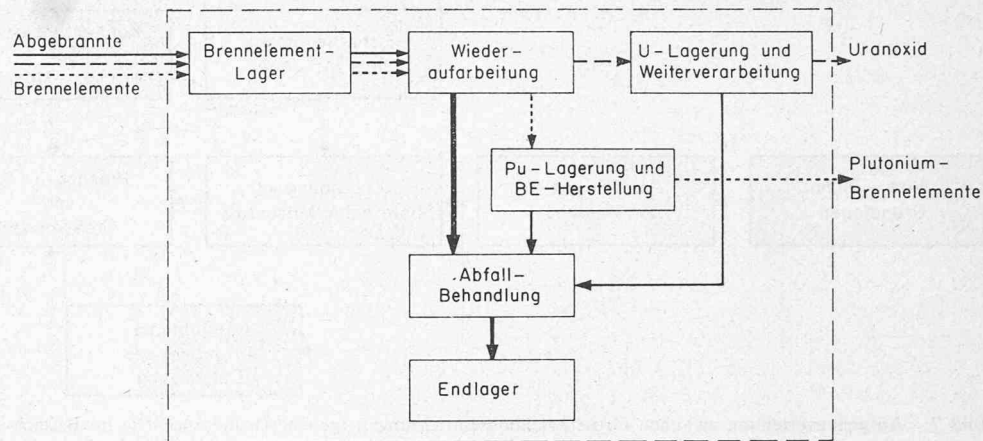 Abgebrannte
Brennelemente
Brennelement-
Lager
Wieder-
aufarbeitung
U-Lagerung und
Weiterverarbeitung
Uranoxid
Pu-Lagerung und
BE-Herstellung
Plutonium-
Brennelemente
Abfall-
Behandlung
Endlager